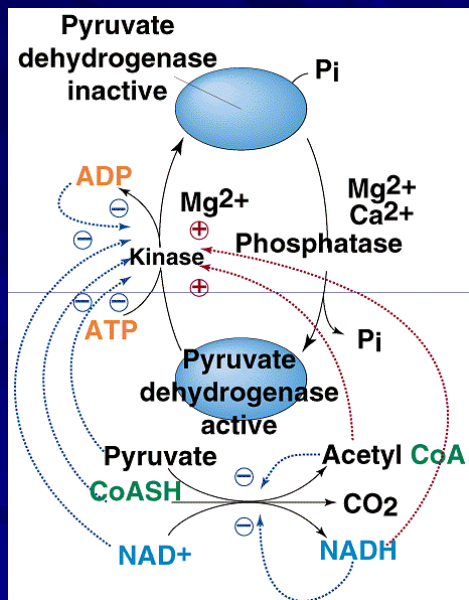 Pyruvate
dehydrogenase
inactive
Pi
ADP
Mg2+
Mg2+
Ca2+
+
Phosphatase
Kinase
+
ATP
Pi
Pyruvate
dehydrogenase
active
Pyruvate
Acetyl CoA
CoASH
CO2
NAD+
NADH